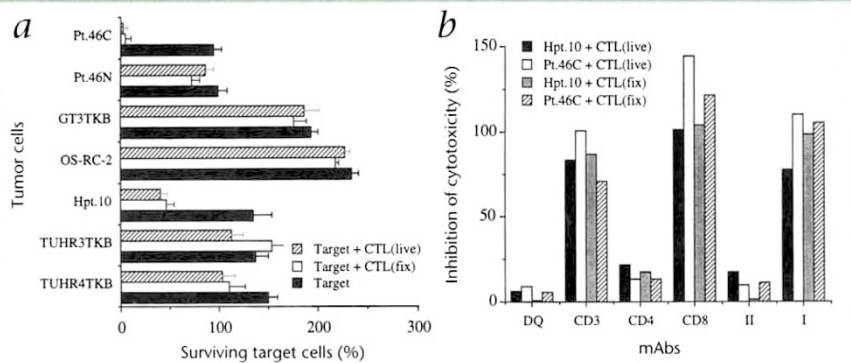 a
Tumor cells
Pt.46C
Pt.46N
GT3TKB
OS-RC-2
Hpt.10
TUHR3TKB
TUHR4TKB
Target + CTL(live)
Target + CTL(fix)
Target
0 100 200 300
Surviving target cells (%)
b
Inhibition of cytotoxicity (%)
150
100
50
0
Hpt.10 + CTL(live)
Pt.46C + CTL(live)
Hpt.10 + CTL(fix)
Pt.46C + CTL(fix)
DQ CD3 CD4 CD8 II I
mAbs